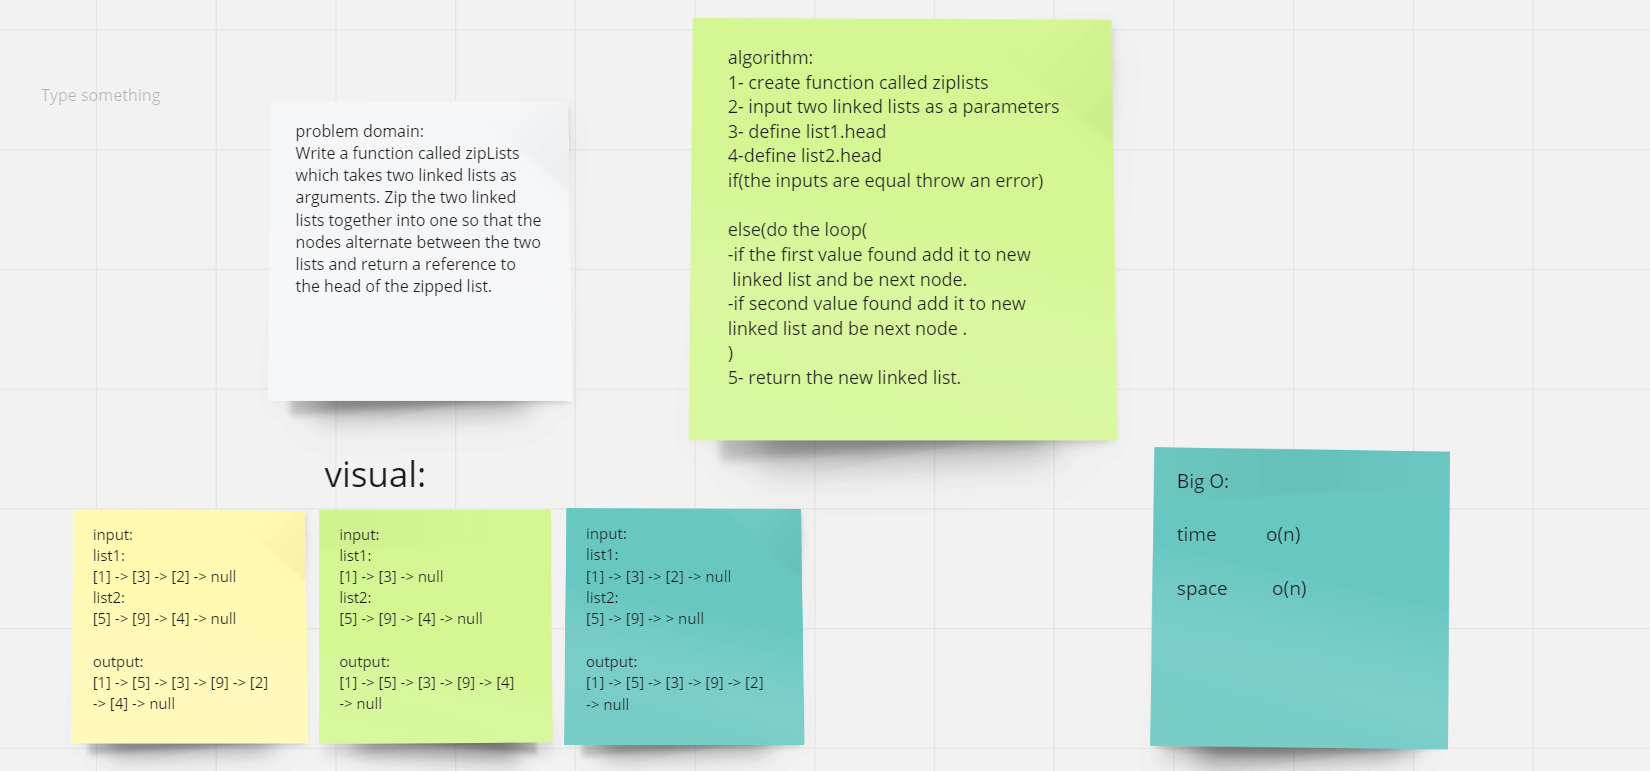 Type something
problem domain:
Write a function called zipLists
which takes two linked lists as
arguments. Zip the two linked
lists together into one so that the
nodes alternate between the two
lists and return a reference to
the head of the zipped list.
algorithm:
1- create function called ziplists
2- input two linked lists as a parameters
3- define list1.head
4-define list2.head
if(the inputs are equal throw an error)
else(do the loop(
-if the first value found add it to new
linked list and be next node.
-if second value found add it to new
linked list and be next node .
)
5- return the new linked list.
visual:
input:
list1:
[1] -> [3] -> [2] -> null
list2:
[5] -> [9] -> [4] -> null
output:
[1] -> [5] -> [3] -> [9] -> [2]
-> [4] -> null
input:
list1:
[1] -> [3] -> null
list2:
[5] -> [9] -> [4] -> null
output:
[1] -> [5] -> [3] -> [9] -> [4]
-> null
input:
list1:
[1] -> [3] -> [2] -> null
list2:
[5] -> [9] -> > null
output:
[1] -> [5] -> [3] -> [9] -> [2]
-> null
Big O:
time o(n)
space o(n)